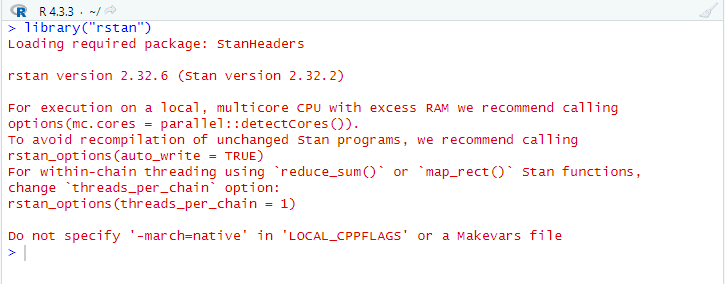 R 4.3.3 · ~/
> library("rstan")
Loading required package: StanHeaders

rstan version 2.32.6 (Stan version 2.32.2)

For execution on a local, multicore CPU with excess RAM we recommend calling
options(mc.cores = parallel::detectCores()).
To avoid recompilation of unchanged Stan programs, we recommend calling
rstan_options(auto_write = TRUE)
For within-chain threading using `reduce_sum()` or `map_rect()` Stan functions,
change `threads_per_chain` option:
rstan_options(threads_per_chain = 1)

Do not specify '-march=native' in 'LOCAL_CPPFLAGS' or a Makevars file
>